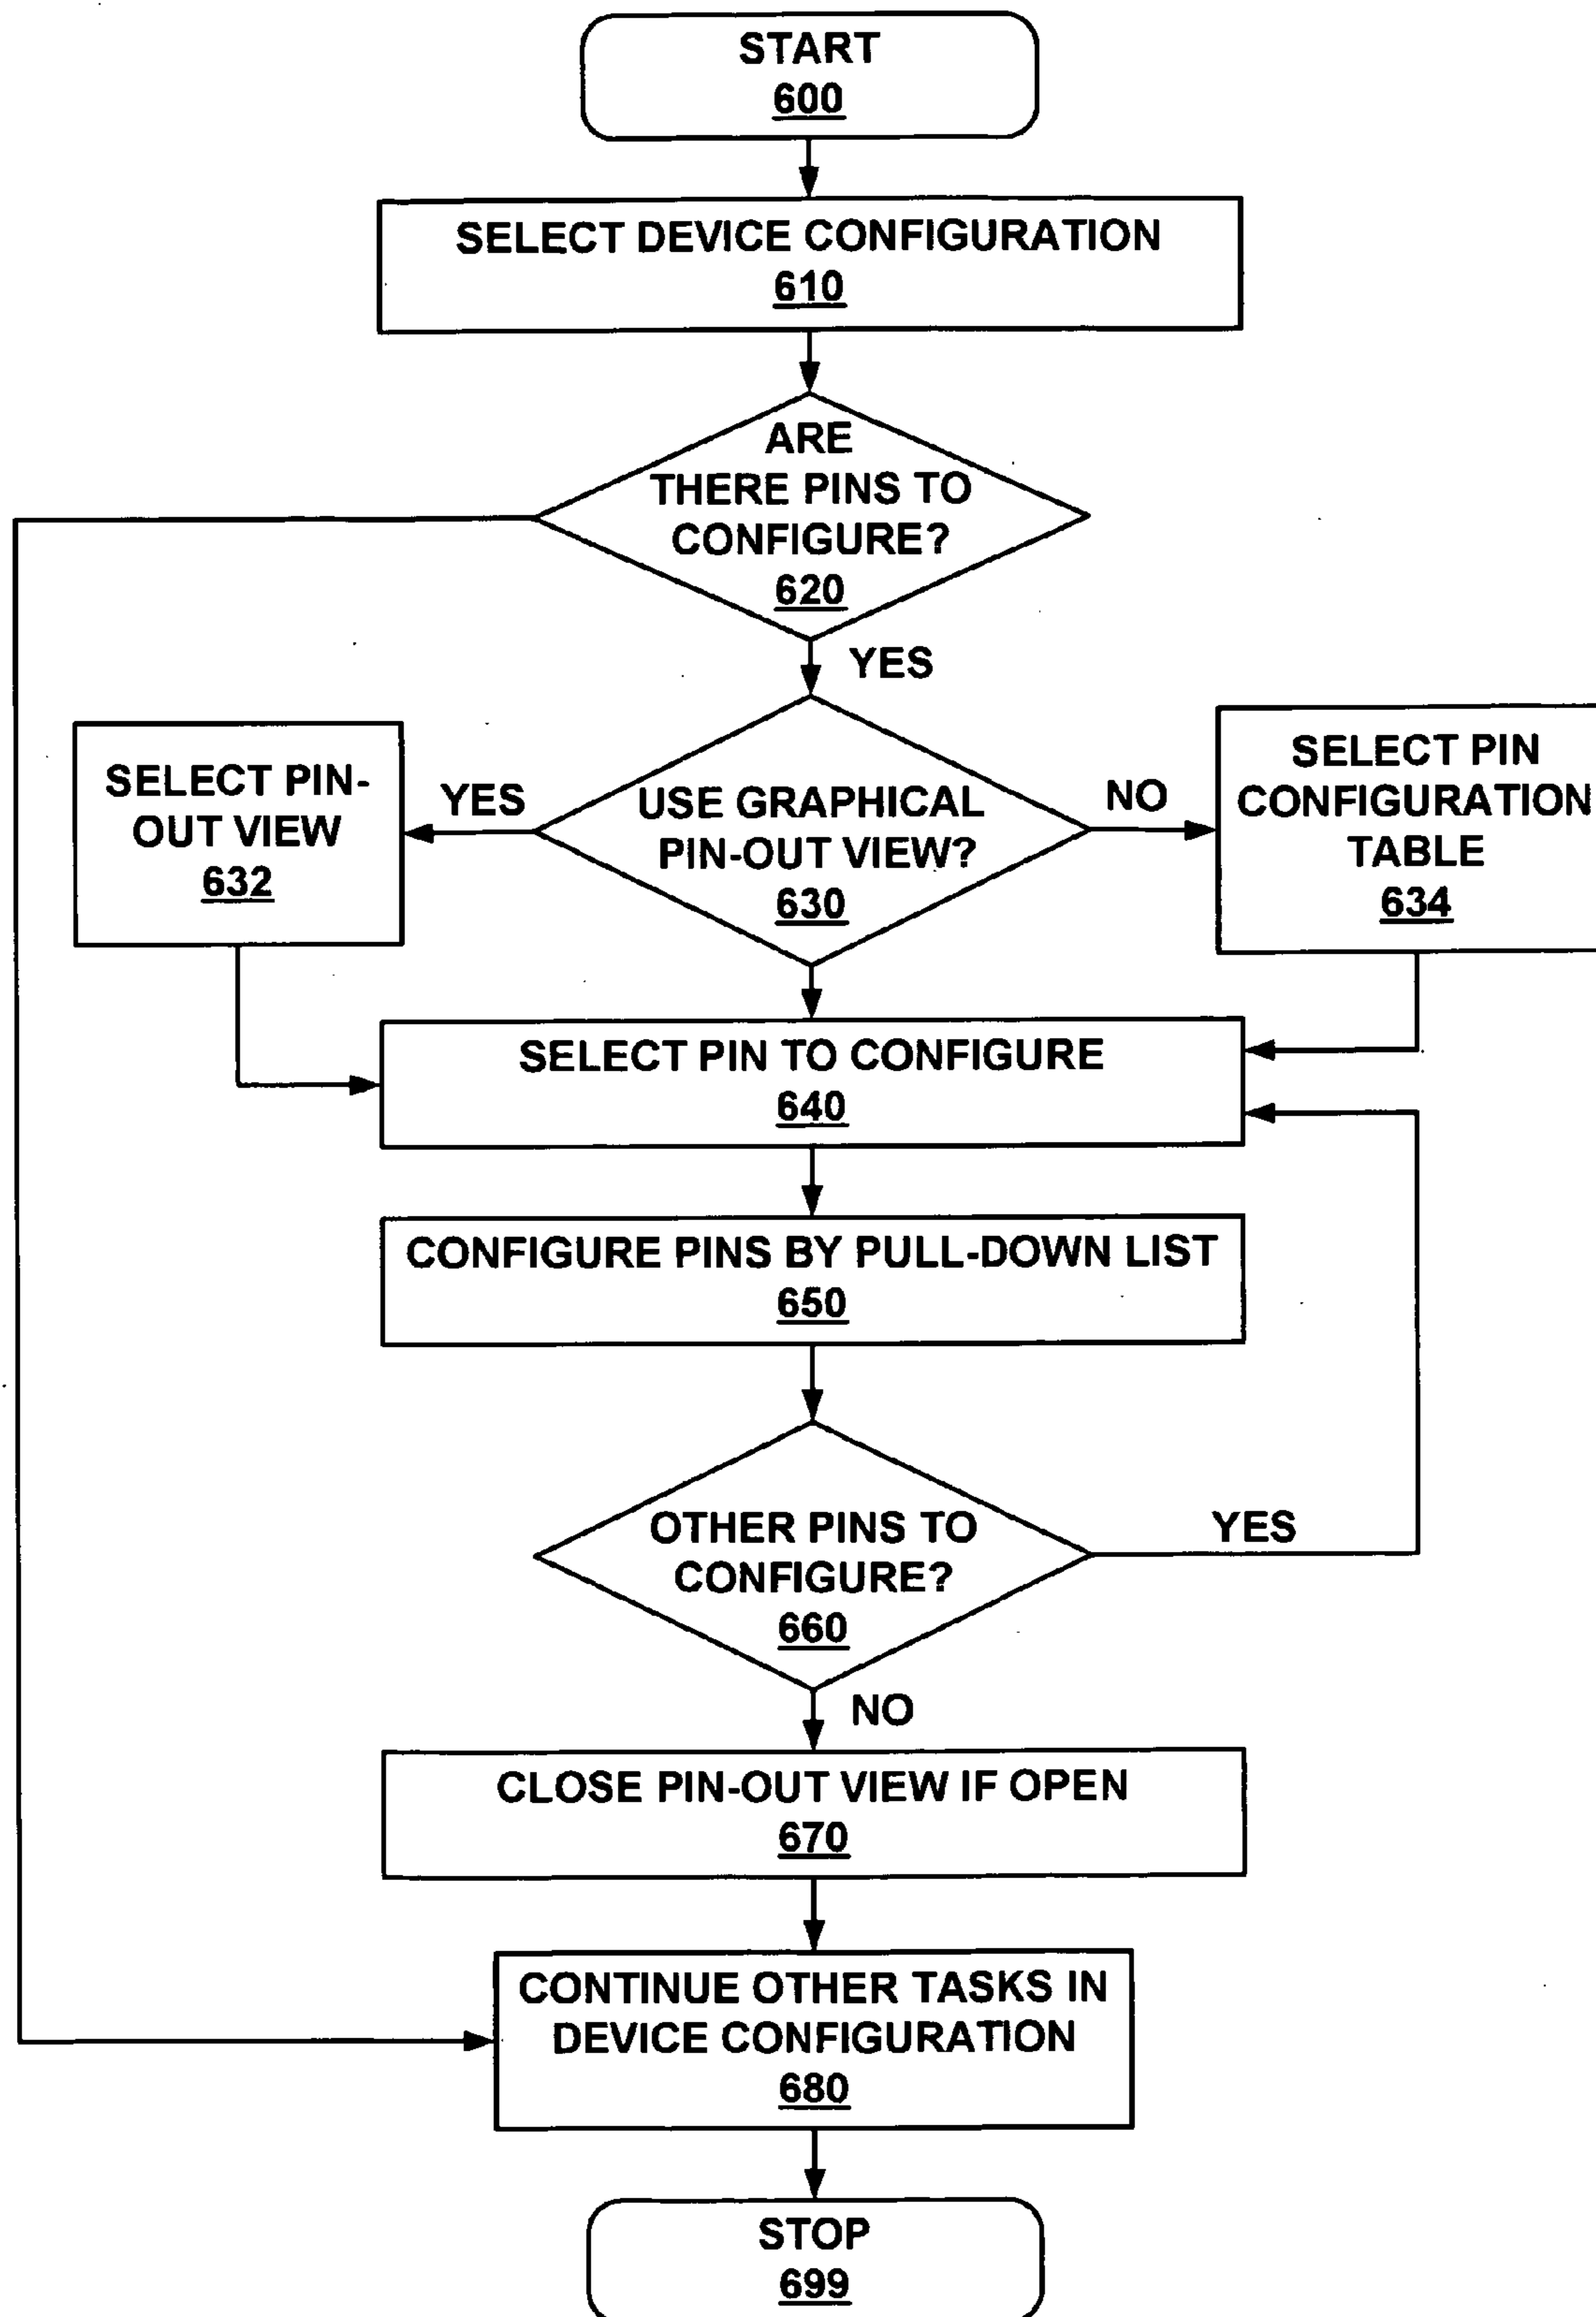 START
600
SELECT DEVICE CONFIGURATION
610
ARE
THERE PINS TO
CONFIGURE?
620
YES
SELECT PIN-
OUT VIEW
632
YES
USE GRAPHICAL
PIN-OUT VIEW?
630
NO
SELECT PIN
CONFIGURATION
TABLE
634
SELECT PIN TO CONFIGURE
640
CONFIGURE PINS BY PULL-DOWN LIST
650
OTHER PINS TO
CONFIGURE?
660
YES
NO
CLOSE PIN-OUT VIEW IF OPEN
670
CONTINUE OTHER TASKS IN
DEVICE CONFIGURATION
680
STOP
699